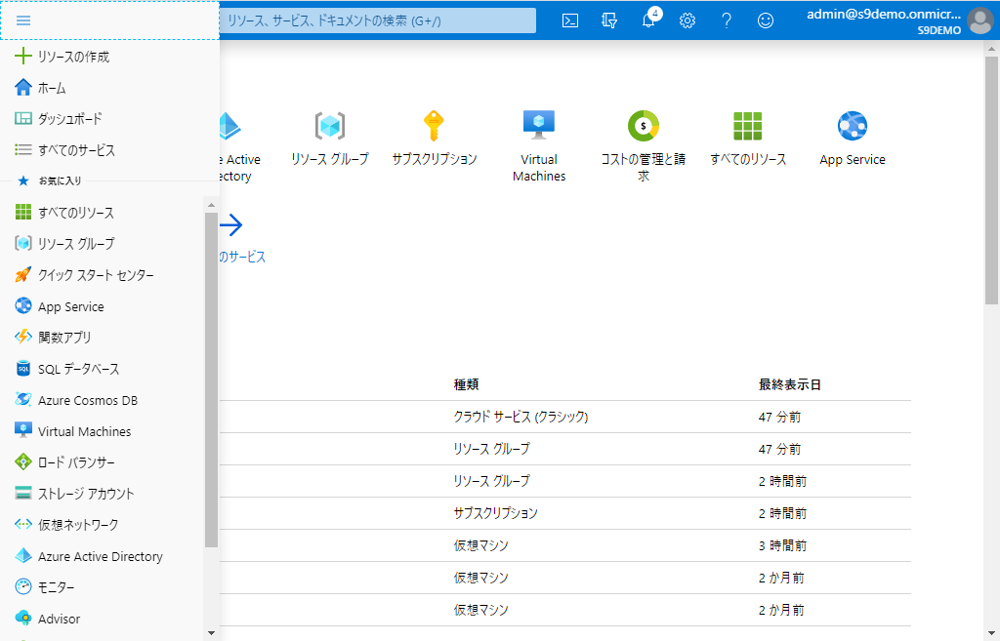 リソース、サービス、ドキュメントの検索 (G+/)
4
admin@s9demo.onmicr...
S9DEMO
リソースの作成
ホーム
ダッシュボード
すべてのサービス
お気に入り
すべてのリソース
リソース グループ
クイック スタート センター
App Service
関数アプリ
SQL データベース
Azure Cosmos DB
Virtual Machines
ロード バランサー
ストレージ アカウント
仮想ネットワーク
Azure Active Directory
モニター
Advisor
e Active
ectory
リソース グループ
サブスクリプション
Virtual
Machines
コストの管理と請
求
すべてのリソース
App Service
のサービス
種類 最終表示日
クラウド サービス (クラシック) 47 分前
リソース グループ 47 分前
リソース グループ 2 時間前
サブスクリプション 2 時間前
仮想マシン 3 時間前
仮想マシン 2 か月前
仮想マシン 2 か月前